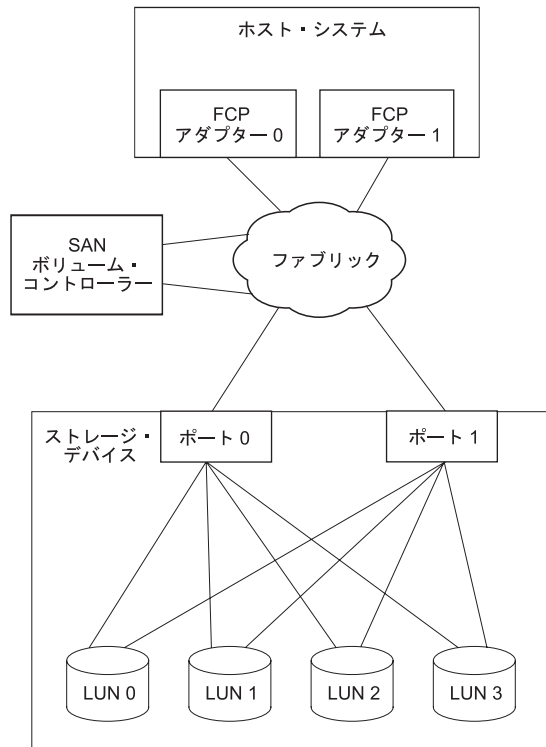 ホスト・システム
FCP
アダプター 0
FCP
アダプター 1
SAN
ボリューム・
コントローラー
ファブリック
ストレージ・
デバイス
ポート 0
ポート 1
LUN 0
LUN 1
LUN 2
LUN 3